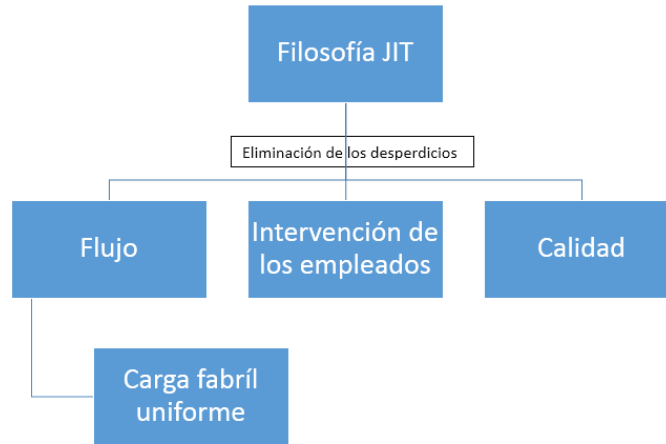 Filosofía JIT
Eliminación de los desperdicios
Flujo
Intervención de
los empleados
Calidad
Carga fabríl
uniforme